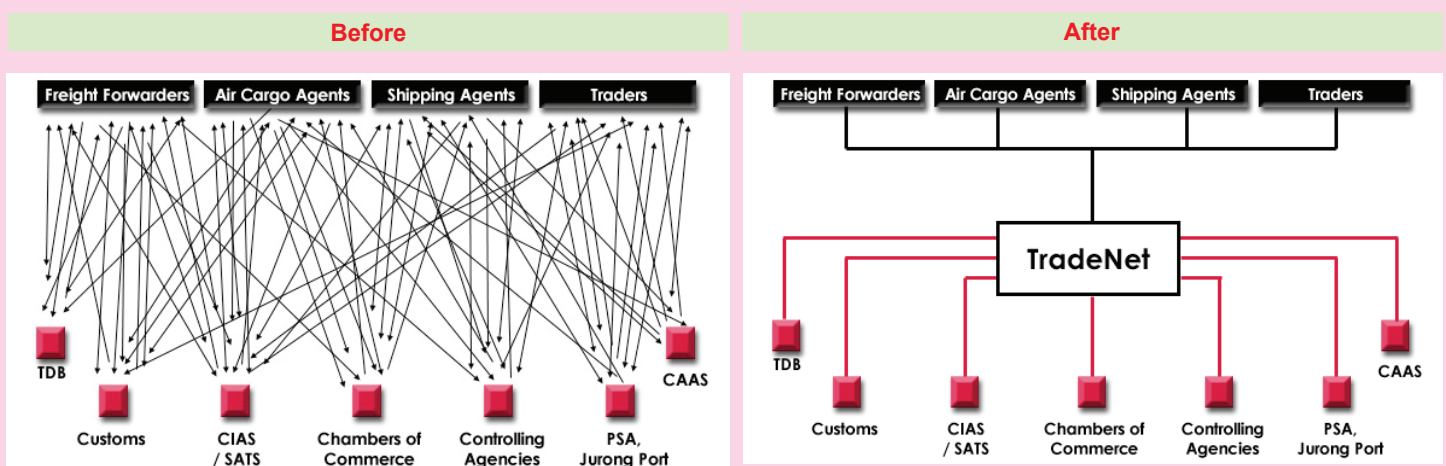 Before
Freight Forwarders
Air Cargo Agents
Shipping Agents
Traders
TDB
CAAS
Customs
CIAS
/ SATS
Chambers of
Commerce
Controlling
Agencies
PSA,
Jurong Port
After
Freight Forwarders
Air Cargo Agents
Shipping Agents
Traders
TradeNet
TDB
CAAS
Customs
CIAS
/ SATS
Chambers of
Commerce
Controlling
Agencies
PSA,
Jurong Port